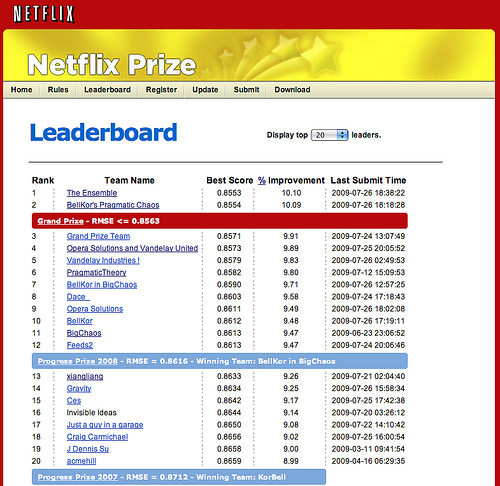 NETFLIX
Netflix Prize
Home Rules Leaderboard Register Update Submit Download
Leaderboard
Display top 20 leaders.
Rank Team Name Best Score % Improvement Last Submit Time
1 The Ensemble 0.8553 10.10 2009-07-26 18:38:22
2 BellKor's Pragmatic Chaos 0.8554 10.09 2009-07-26 18:18:28
Grand Prize - RMSE <= 0.8563
3 Grand Prize Team 0.8571 9.91 2009-07-24 13:07:49
4 Opera Solutions and Vandelay United 0.8573 9.89 2009-07-25 20:05:52
5 Vandelay Industries ! 0.8579 9.83 2009-07-26 02:49:53
6 PragmaticTheory 0.8582 9.80 2009-07-12 15:09:53
7 BellKor in BigChaos 0.8590 9.71 2009-07-26 12:57:25
8 Dace_ 0.8603 9.58 2009-07-24 17:18:43
9 Opera Solutions 0.8611 9.49 2009-07-26 18:02:08
10 BellKor 0.8612 9.48 2009-07-26 17:19:11
11 BigChaos 0.8613 9.47 2009-06-23 23:06:52
12 Feeds2 0.8613 9.47 2009-07-24 20:06:46
Progress Prize 2008 - RMSE = 0.8616 - Winning Team: BellKor in BigChaos
13 xiangliang 0.8633 9.26 2009-07-21 02:04:40
14 Gravity 0.8634 9.25 2009-07-26 15:58:34
15 Ces 0.8642 9.17 2009-07-25 17:42:38
16 Invisible Ideas 0.8644 9.14 2009-07-20 03:26:12
17 Just a guy in a garage 0.8650 9.08 2009-07-22 14:10:42
18 Craig Carmichael 0.8656 9.02 2009-07-25 16:00:54
19 J Dennis Su 0.8658 9.00 2009-03-11 09:41:54
20 acmehill 0.8659 8.99 2009-04-16 06:29:35
Progress Prize 2007 - RMSE = 0.8712 - Winning Team: KorBell